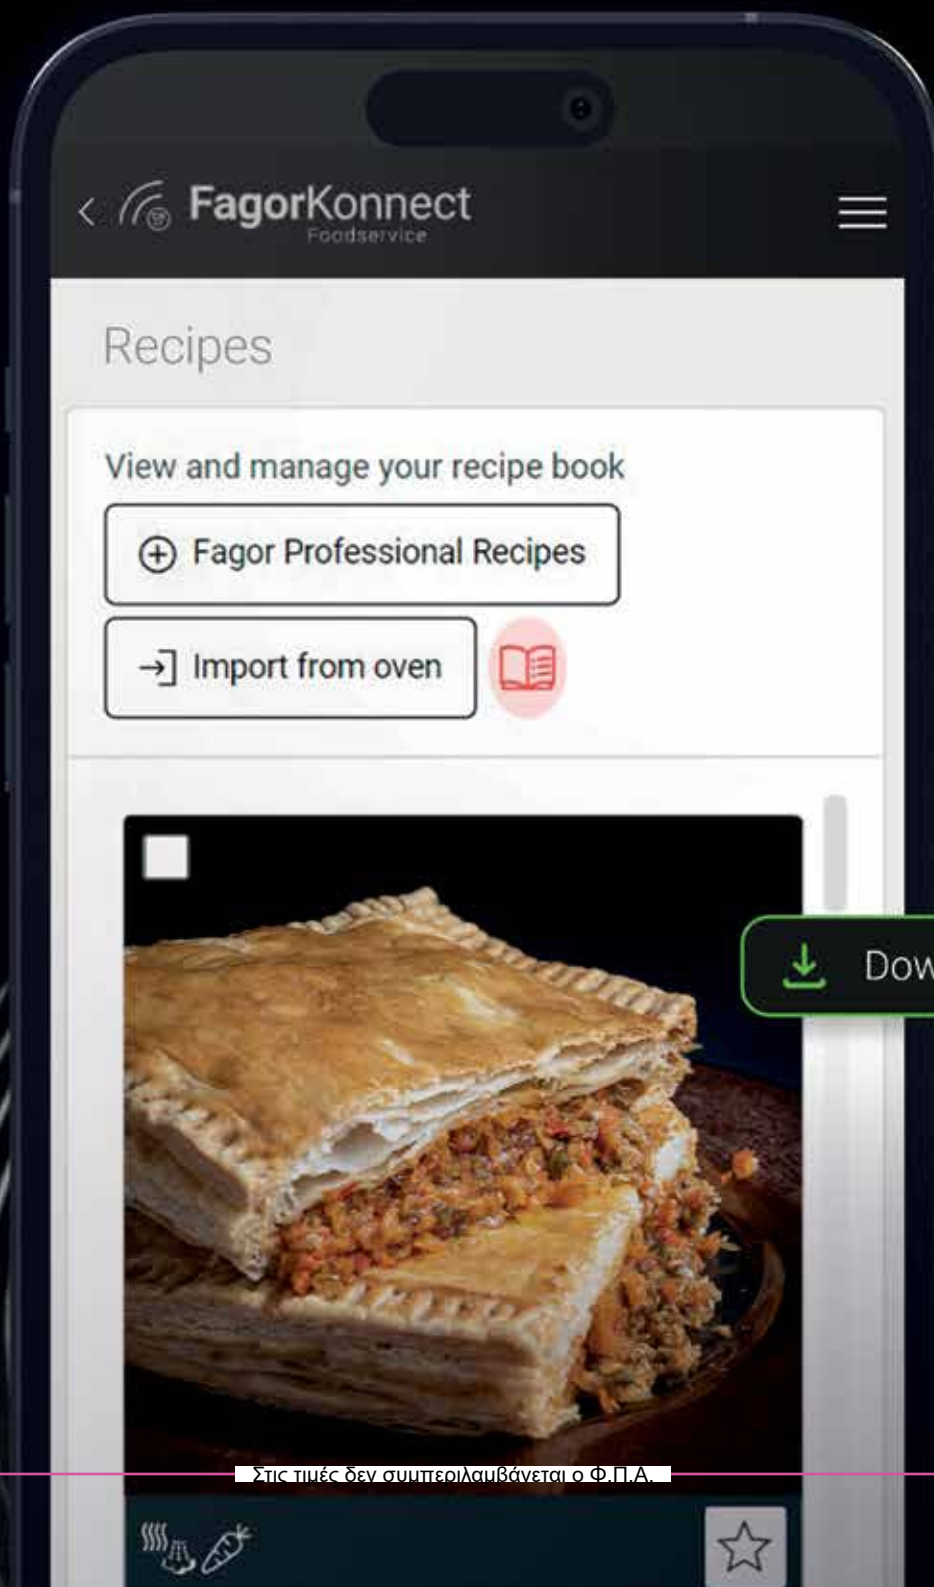 FagorKonnect
Foodservice
Recipes
View and manage your recipe book
Fagor Professional Recipes
Import from oven
Στις τιμές δεν συμπεριλαμβάνεται ο Φ.Π.Α.